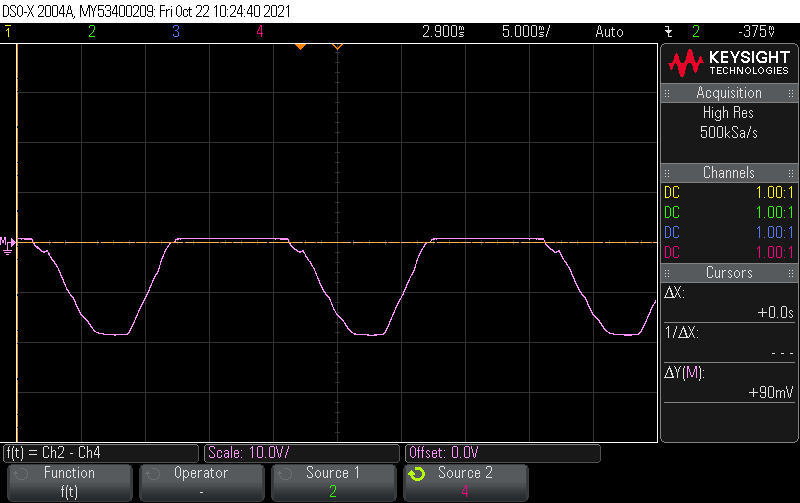 DSO-X 2004A, MY53400209: Fri Oct 22 10:24:40 2021
1 2 3 4 2.900s 5.000s/ Auto 2 -375V
KEYSIGHT
TECHNOLOGIES
Acquisition
High Res
500kSa/s
Channels
DC 1.00:1
DC 1.00:1
DC 1.00:1
DC 1.00:1
Cursors
ΔX:
+0.0s
1/ΔX:
---
ΔY(M):
+90mV
M
f(t) = Ch2 - Ch4 Scale: 10.0V/ Offset: 0.0V
Function Operator Source 1 Source 2
f(t) - 2 4